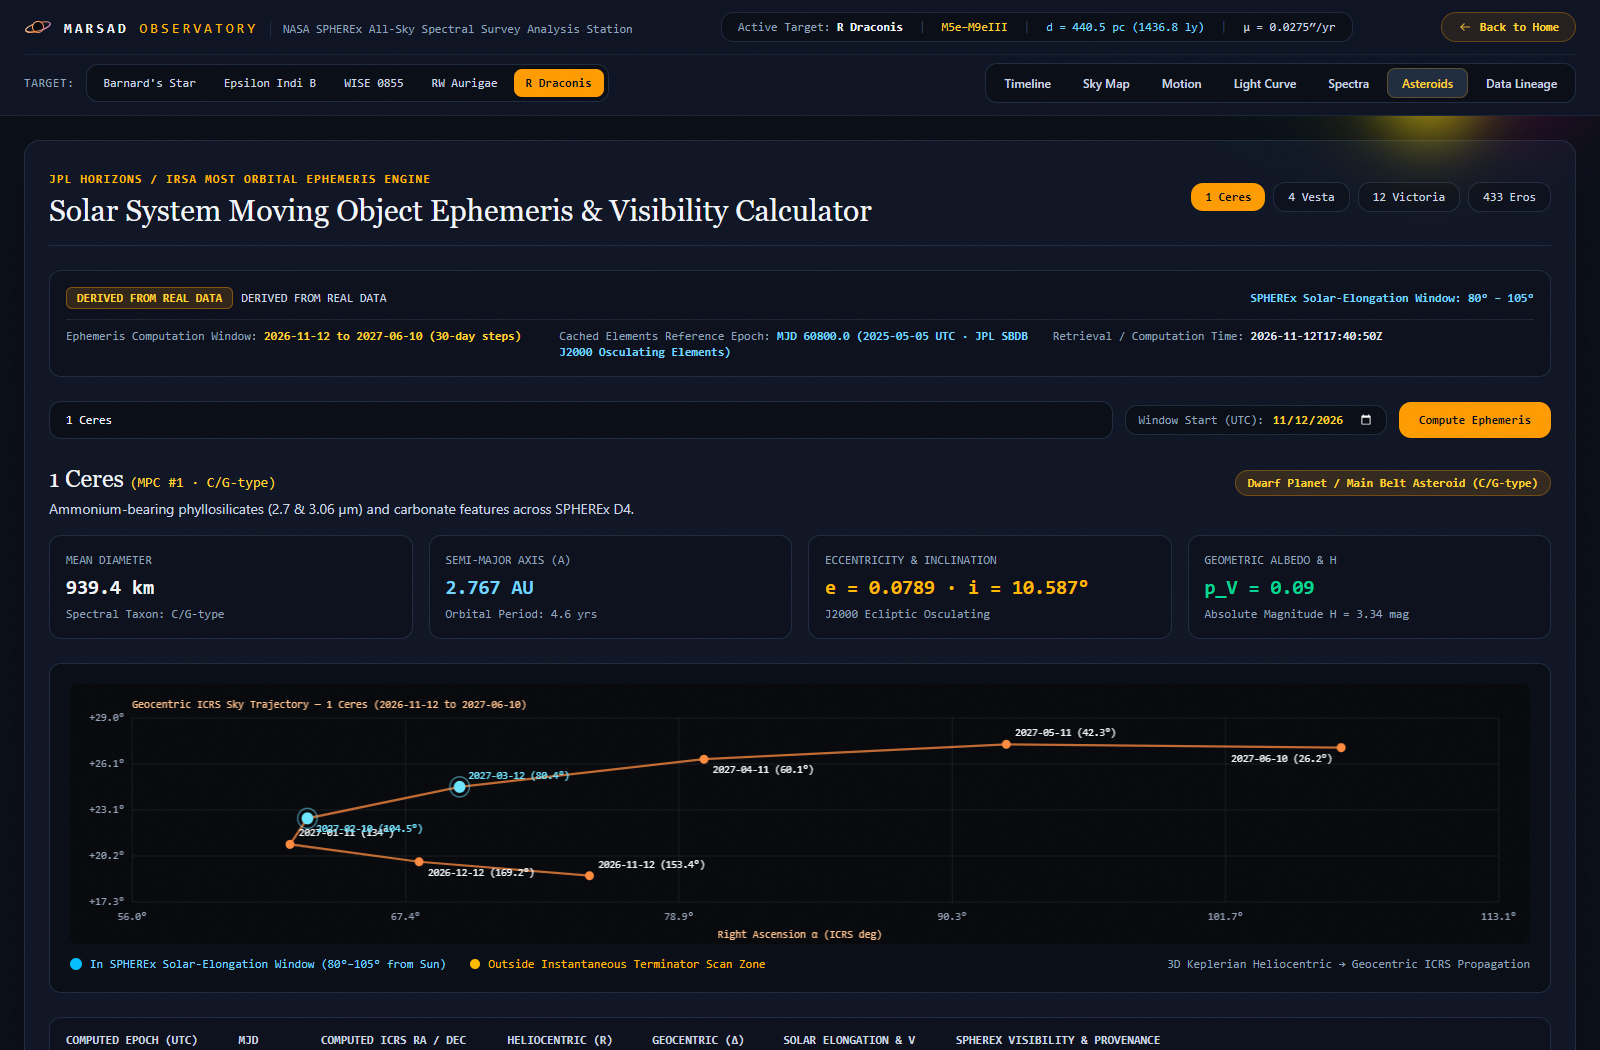 MARSAD OBSERVATORY
NASA SPHEREx All-Sky Spectral Survey Analysis Station
Active Target: R Draconis
M5e–M9eIII
d = 440.5 pc (1436.8 ly)
μ = 0.0275″/yr
← Back to Home
TARGET:
Barnard's Star
Epsilon Indi B
WISE 0855
RW Aurigae
R Draconis
Timeline
Sky Map
Motion
Light Curve
Spectra
Asteroids
Data Lineage
JPL HORIZONS / IRSA MOST ORBITAL EPHEMERIS ENGINE
Solar System Moving Object Ephemeris & Visibility Calculator
1 Ceres
4 Vesta
12 Victoria
433 Eros
DERIVED FROM REAL DATA
DERIVED FROM REAL DATA
SPHEREx Solar-Elongation Window: 80° – 105°
Ephemeris Computation Window: 2026-11-12 to 2027-06-10 (30-day steps)
Cached Elements Reference Epoch: MJD 60800.0 (2025-05-05 UTC · JPL SBDB
J2000 Osculating Elements)
Retrieval / Computation Time: 2026-11-12T17:40:50Z
1 Ceres
Window Start (UTC): 11/12/2026
Compute Ephemeris
1 Ceres (MPC #1 · C/G-type)
Dwarf Planet / Main Belt Asteroid (C/G-type)
Ammonium-bearing phyllosilicates (2.7 & 3.06 μm) and carbonate features across SPHEREx D4.
MEAN DIAMETER
939.4 km
Spectral Taxon: C/G-type
SEMI-MAJOR AXIS (A)
2.767 AU
Orbital Period: 4.6 yrs
ECCENTRICITY & INCLINATION
e = 0.0789 · i = 10.587°
J2000 Ecliptic Osculating
GEOMETRIC ALBEDO & H
p_V = 0.09
Absolute Magnitude H = 3.34 mag
Geocentric ICRS Sky Trajectory — 1 Ceres (2026-11-12 to 2027-06-10)
+29.0°
+26.1°
+23.1°
+20.2°
+17.3°
2027-05-11 (42.3°)
2027-06-10 (26.2°)
2027-04-11 (60.1°)
2027-03-12 (80.4°)
2027-02-10 (104.5°)
2027-01-11 (134°)
2026-11-12 (153.4°)
2026-12-12 (169.2°)
56.0°
67.4°
78.9°
90.3°
101.7°
113.1°
Right Ascension α (ICRS deg)
In SPHEREx Solar-Elongation Window (80°–105° from Sun)
Outside Instantaneous Terminator Scan Zone
3D Keplerian Heliocentric → Geocentric ICRS Propagation
COMPUTED EPOCH (UTC)
MJD
COMPUTED ICRS RA / DEC
HELIOCENTRIC (R)
GEOCENTRIC (Δ)
SOLAR ELONGATION & V
SPHEREX VISIBILITY & PROVENANCE